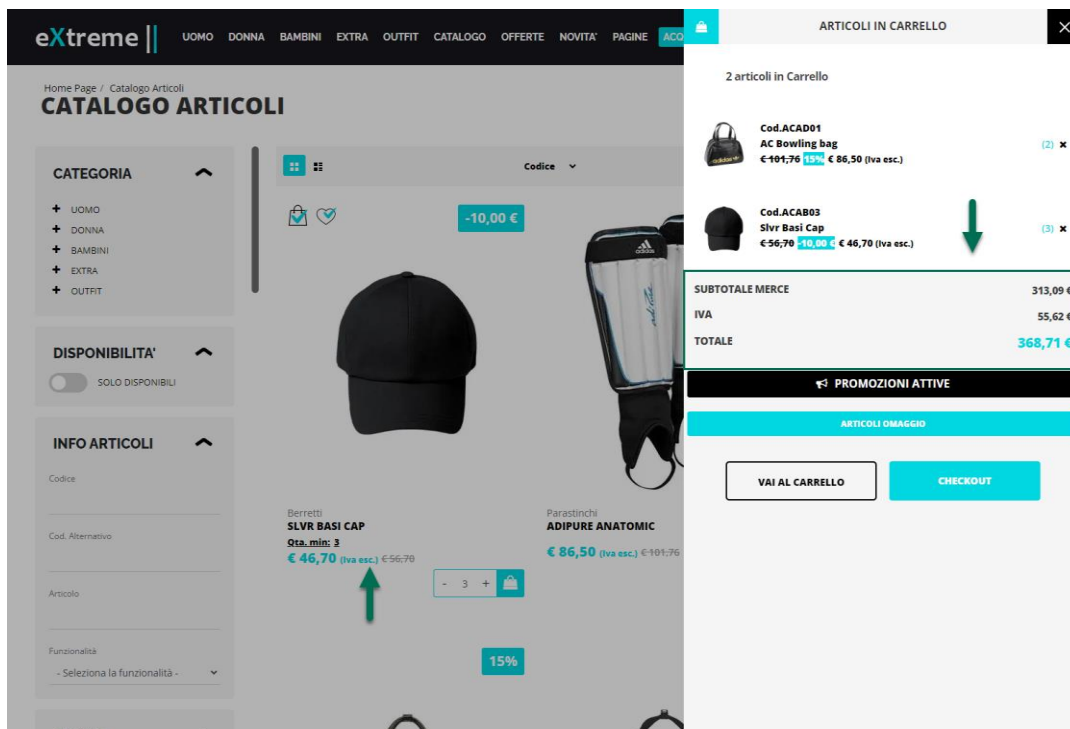 eXtreme ||
UOMO DONNA BAMBINI EXTRA OUTFIT CATALOGO OFFERTE NOVITA' PAGINE ACQ
Home Page / Catalogo Articoli
CATALOGO ARTICOLI
CATEGORIA
+ UOMO
+ DONNA
+ BAMBINI
+ EXTRA
+ OUTFIT
DISPONIBILITA'
SOLO DISPONIBILI
INFO ARTICOLI
Codice
Cod. Alternativo
Articolo
Funzionalità
- Seleziona la funzionalità -
Codice
-10,00 €
adidas
Berretti
SLVR BASI CAP
Qta. min: 3
€ 46,70 (Iva esc.) € 56,70
- 3 +
Parastinchi
ADIPURE ANATOMIC
€ 86,50 (Iva esc.) € 101,76
15%
ARTICOLI IN CARRELLO
2 articoli in Carrello
Cod.ACAD01
AC Bowling bag
€ 101,76 15% € 86,50 (Iva esc.)
(2) ×
Cod.ACAB03
Slvr Basi Cap
€ 56,70 -10,00 € € 46,70 (Iva esc.)
(3) ×
SUBTOTALE MERCE 313,09 €
IVA 55,62 €
TOTALE 368,71 €
PROMOZIONI ATTIVE
ARTICOLI OMAGGIO
VAI AL CARRELLO
CHECKOUT